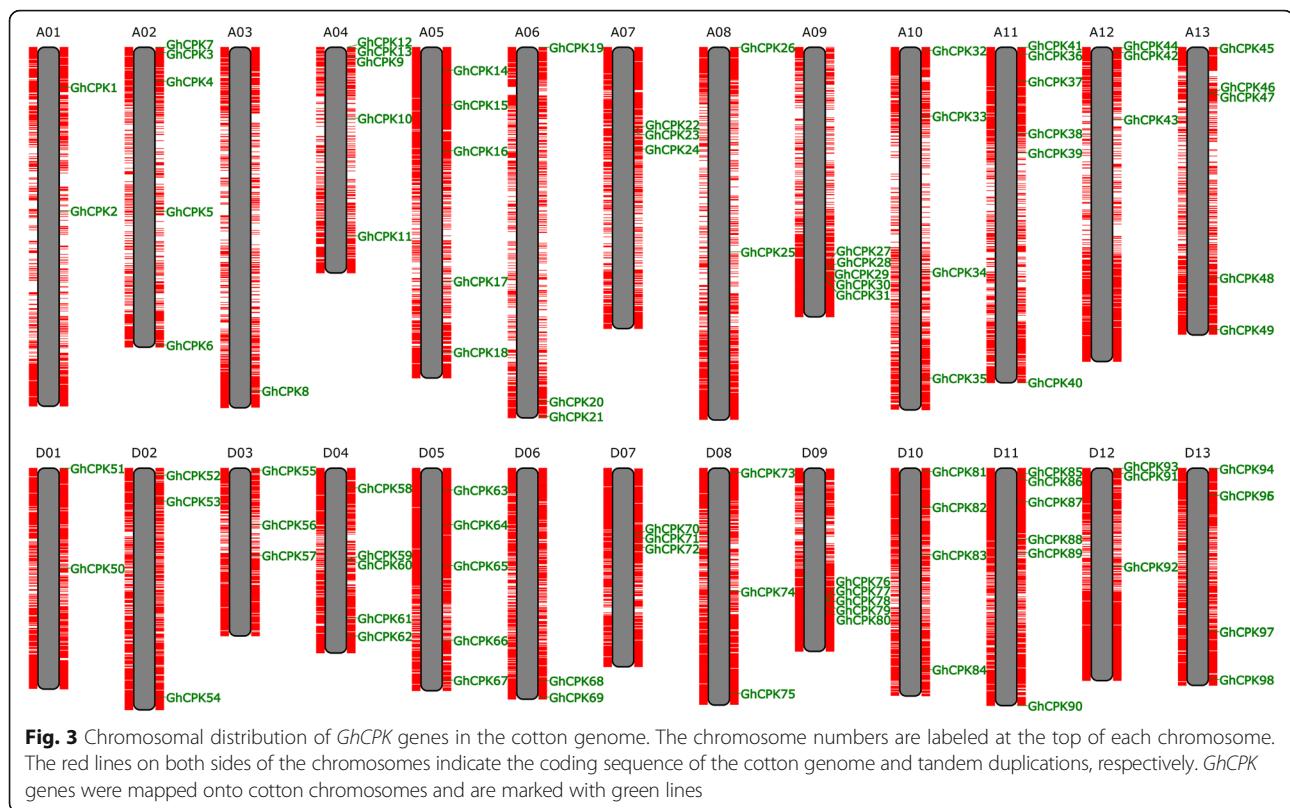 A01 A02 A03 A04 A05 A06 A07 A08 A09 A10 A11 A12 A13
GhCPK1
GhCPK2
GhCPK7
GhCPK3
GhCPK4
GhCPK5
GhCPK6
GhCPK8
GhCPK12
GhCPK13
GhCPK9
GhCPK10
GhCPK11
GhCPK14
GhCPK15
GhCPK16
GhCPK17
GhCPK18
GhCPK19
GhCPK20
GhCPK21
GhCPK22
GhCPK23
GhCPK24
GhCPK26
GhCPK25
GhCPK27
GhCPK28
GhCPK29
GhCPK30
GhCPK31
GhCPK32
GhCPK33
GhCPK34
GhCPK35
GhCPK41
GhCPK36
GhCPK37
GhCPK38
GhCPK39
GhCPK40
GhCPK44
GhCPK42
GhCPK43
GhCPK45
GhCPK46
GhCPK47
GhCPK48
GhCPK49
D01 D02 D03 D04 D05 D06 D07 D08 D09 D10 D11 D12 D13
GhCPK51
GhCPK50
GhCPK52
GhCPK53
GhCPK54
GhCPK55
GhCPK56
GhCPK57
GhCPK58
GhCPK59
GhCPK60
GhCPK61
GhCPK62
GhCPK63
GhCPK64
GhCPK65
GhCPK66
GhCPK67
GhCPK68
GhCPK69
GhCPK70
GhCPK71
GhCPK72
GhCPK73
GhCPK74
GhCPK75
GhCPK76
GhCPK77
GhCPK78
GhCPK79
GhCPK80
GhCPK81
GhCPK82
GhCPK83
GhCPK84
GhCPK85
GhCPK86
GhCPK87
GhCPK88
GhCPK89
GhCPK90
GhCPK93
GhCPK91
GhCPK92
GhCPK94
GhCPK96
GhCPK97
GhCPK98
Fig. 3 Chromosomal distribution of GhCPK genes in the cotton genome. The chromosome numbers are labeled at the top of each chromosome.
The red lines on both sides of the chromosomes indicate the coding sequence of the cotton genome and tandem duplications, respectively. GhCPK
genes were mapped onto cotton chromosomes and are marked with green lines